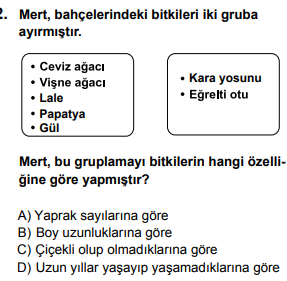 2. Mert, bahçelerindeki bitkileri iki gruba
ayırmıştır.
• Ceviz ağacı
• Vişne ağacı
• Lale
• Papatya
• Gül
• Kara yosunu
• Eğrelti otu
Mert, bu gruplamayı bitkilerin hangi özelli-
ğine göre yapmıştır?
A) Yaprak sayılarına göre
B) Boy uzunluklarına göre
C) Çiçekli olup olmadıklarına göre
D) Uzun yıllar yaşayıp yaşamadıklarına göre